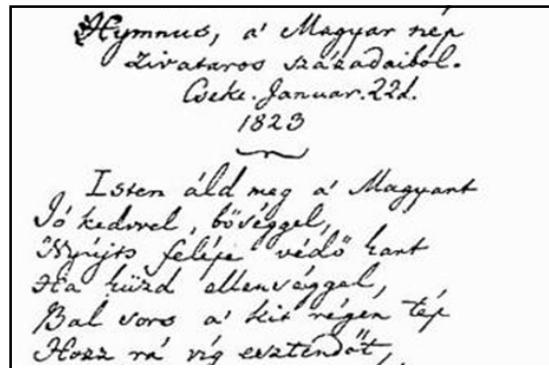 Hymnus, a' Magyar nép
zivataros századaiból.
Cseke. Januar. 22d.
1823
Isten áld meg a' Magyart
Jó kedvvel, bőséggel,
Nyújts feléje védő kart
Ha küzd ellenséggel,
Bal sors a' kit régen tép
Hozz rá víg esztendőt,